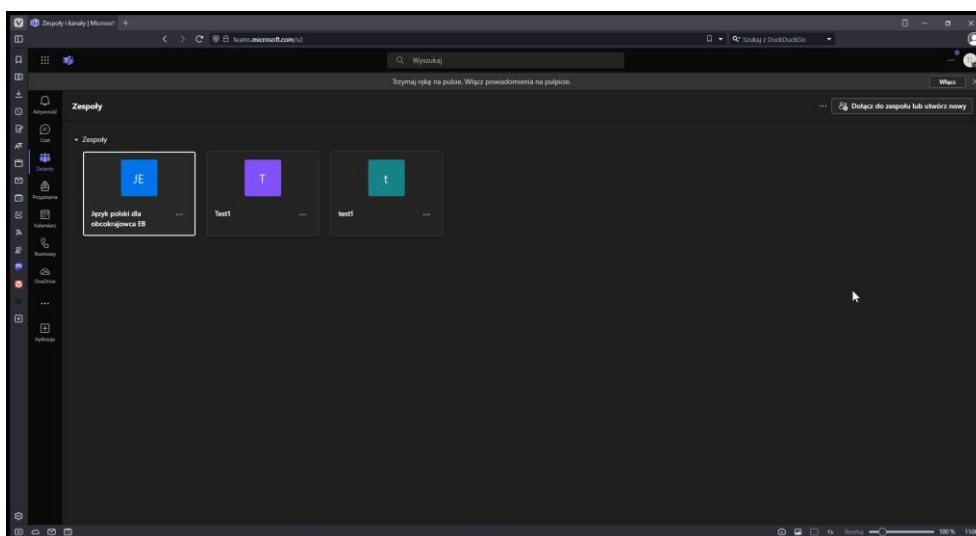 Zespoły i kanały | Microsof
teams.microsoft.com/v2
Szukaj z DuckDuckGo
Wyszukaj
Trzymaj rękę na pulsie. Włącz powiadomienia na pulpicie.
Włącz
Aktywność
Czat
Zespoły
Kalendarz
Rozmowy
OneDrive
Aplikacje
Zespoły
Dołącz do zespołu lub utwórz nowy
Zespoły
JE
Język polski dla
obcokrajowca EB
T
Test1
t
test1
Resetuj
100 %